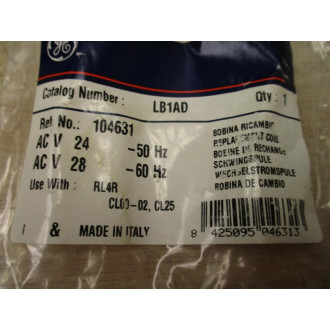 Catalog Number : LB1AD Qty : 1
Ref. No.: 104631
AC V 24 ~50 Hz
AC V 28 ~60 Hz
Use With : RL4R
CL00-02, CL25
BOBINA RICAMBIO
REPLACEMENT COIL
BOBINE DE RECHANGE
SCHWINGSPULE
WECHSELSTROMSPULE
BOBINA DE CAMBIO
& MADE IN ITALY
8 425095 046313